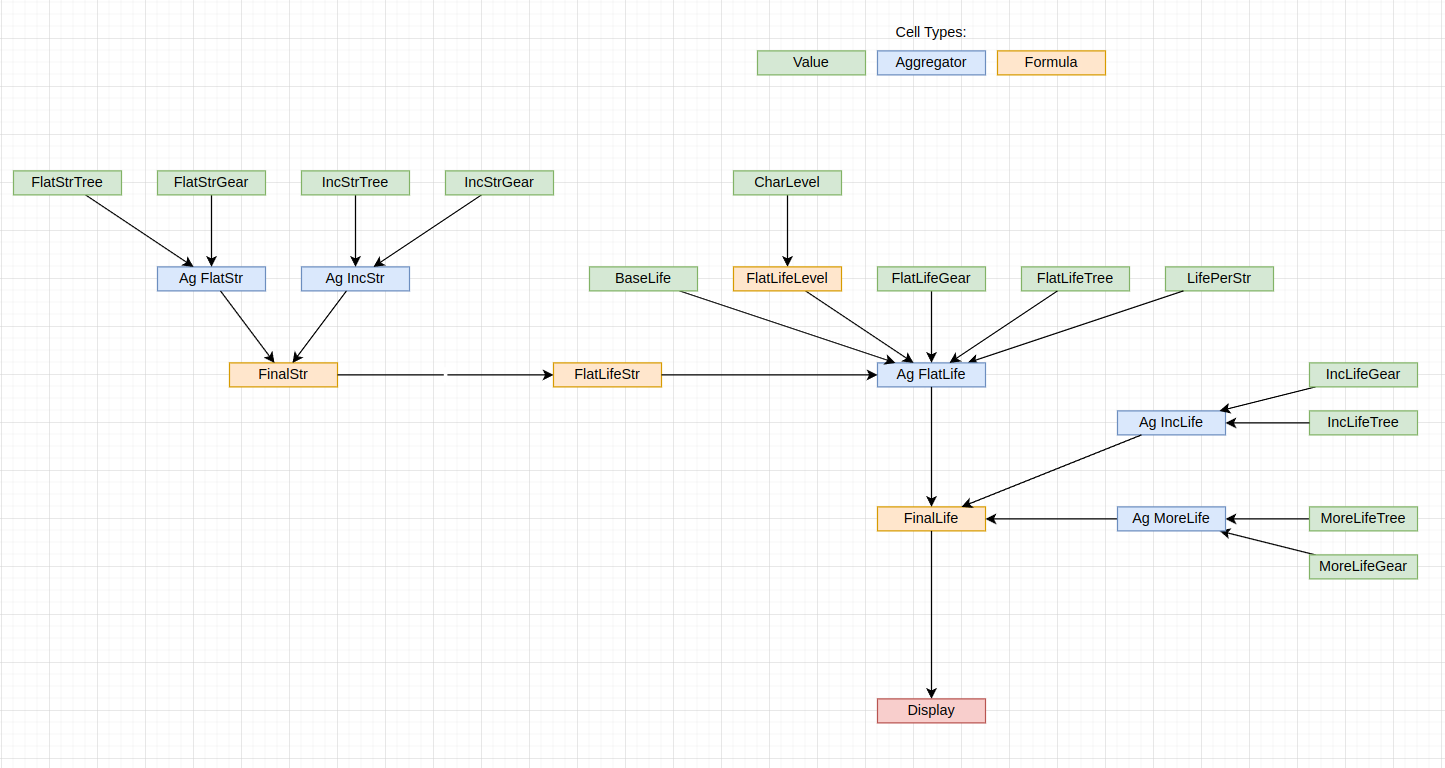 Cell Types:
Value
Aggregator
Formula
FlatStrTree
FlatStrGear
IncStrTree
IncStrGear
CharLevel
Ag FlatStr
Ag IncStr
BaseLife
FlatLifeLevel
FlatLifeGear
FlatLifeTree
LifePerStr
FinalStr
FlatLifeStr
Ag FlatLife
IncLifeGear
Ag IncLife
IncLifeTree
FinalLife
Ag MoreLife
MoreLifeTree
MoreLifeGear
Display